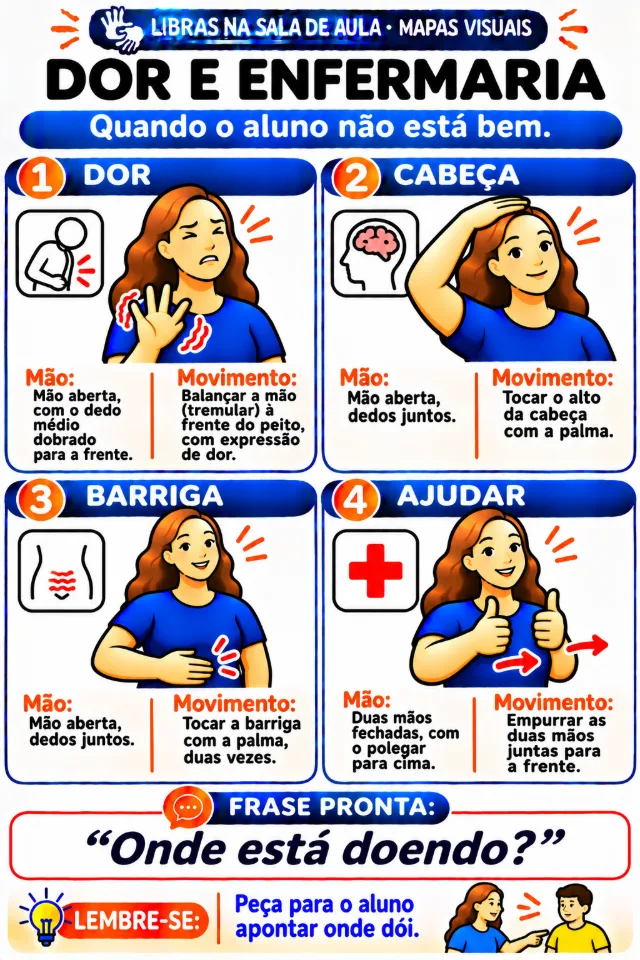 LIBRAS NA SALA DE AULA • MAPAS VISUAIS
DOR E ENFERMARIA
Quando o aluno não está bem.
1 DOR
Mão:
Mão aberta,
com o dedo
médio
dobrado
para a frente.
Movimento:
Balançar a mão
(tremular) à
frente do peito,
com expressão
de dor.
2 CABEÇA
Mão:
Mão aberta,
dedos juntos.
Movimento:
Tocar o alto
da cabeça
com a palma.
3 BARRIGA
Mão:
Mão aberta,
dedos juntos.
Movimento:
Tocar a barriga
com a palma,
duas vezes.
4 AJUDAR
Mão:
Duas mãos
fechadas, com
o polegar
para cima.
Movimento:
Empurrar as
duas mãos
juntas para
a frente.
FRASE PRONTA:
“Onde está doendo?”
LEMBRE-SE:
Peça para o aluno
apontar onde dói.